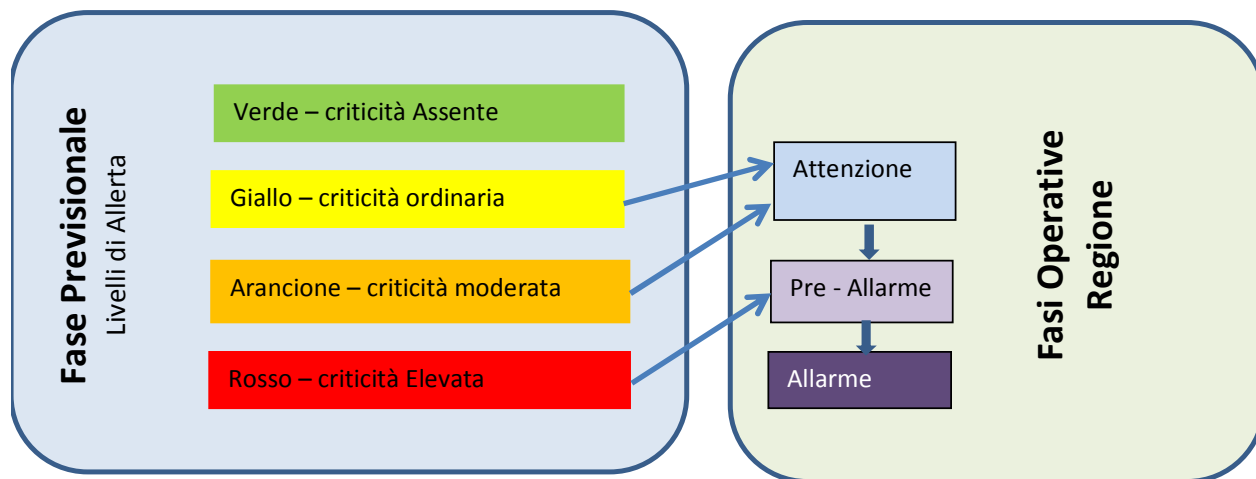 Fase Previsionale
Livelli di Allerta
Verde – criticità Assente
Giallo – criticità ordinaria
Arancione – criticità moderata
Rosso – criticità Elevata
Attenzione
Pre - Allarme
Allarme
Fasi Operative
Regione